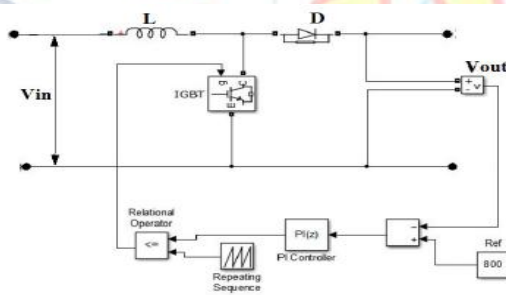 L
D
Vin
g
C
E
IGBT
Vout
+
-
v
Relational
Operator
<=
Repeating
Sequence
PI(z)
PI Controller
-
+
Ref
800